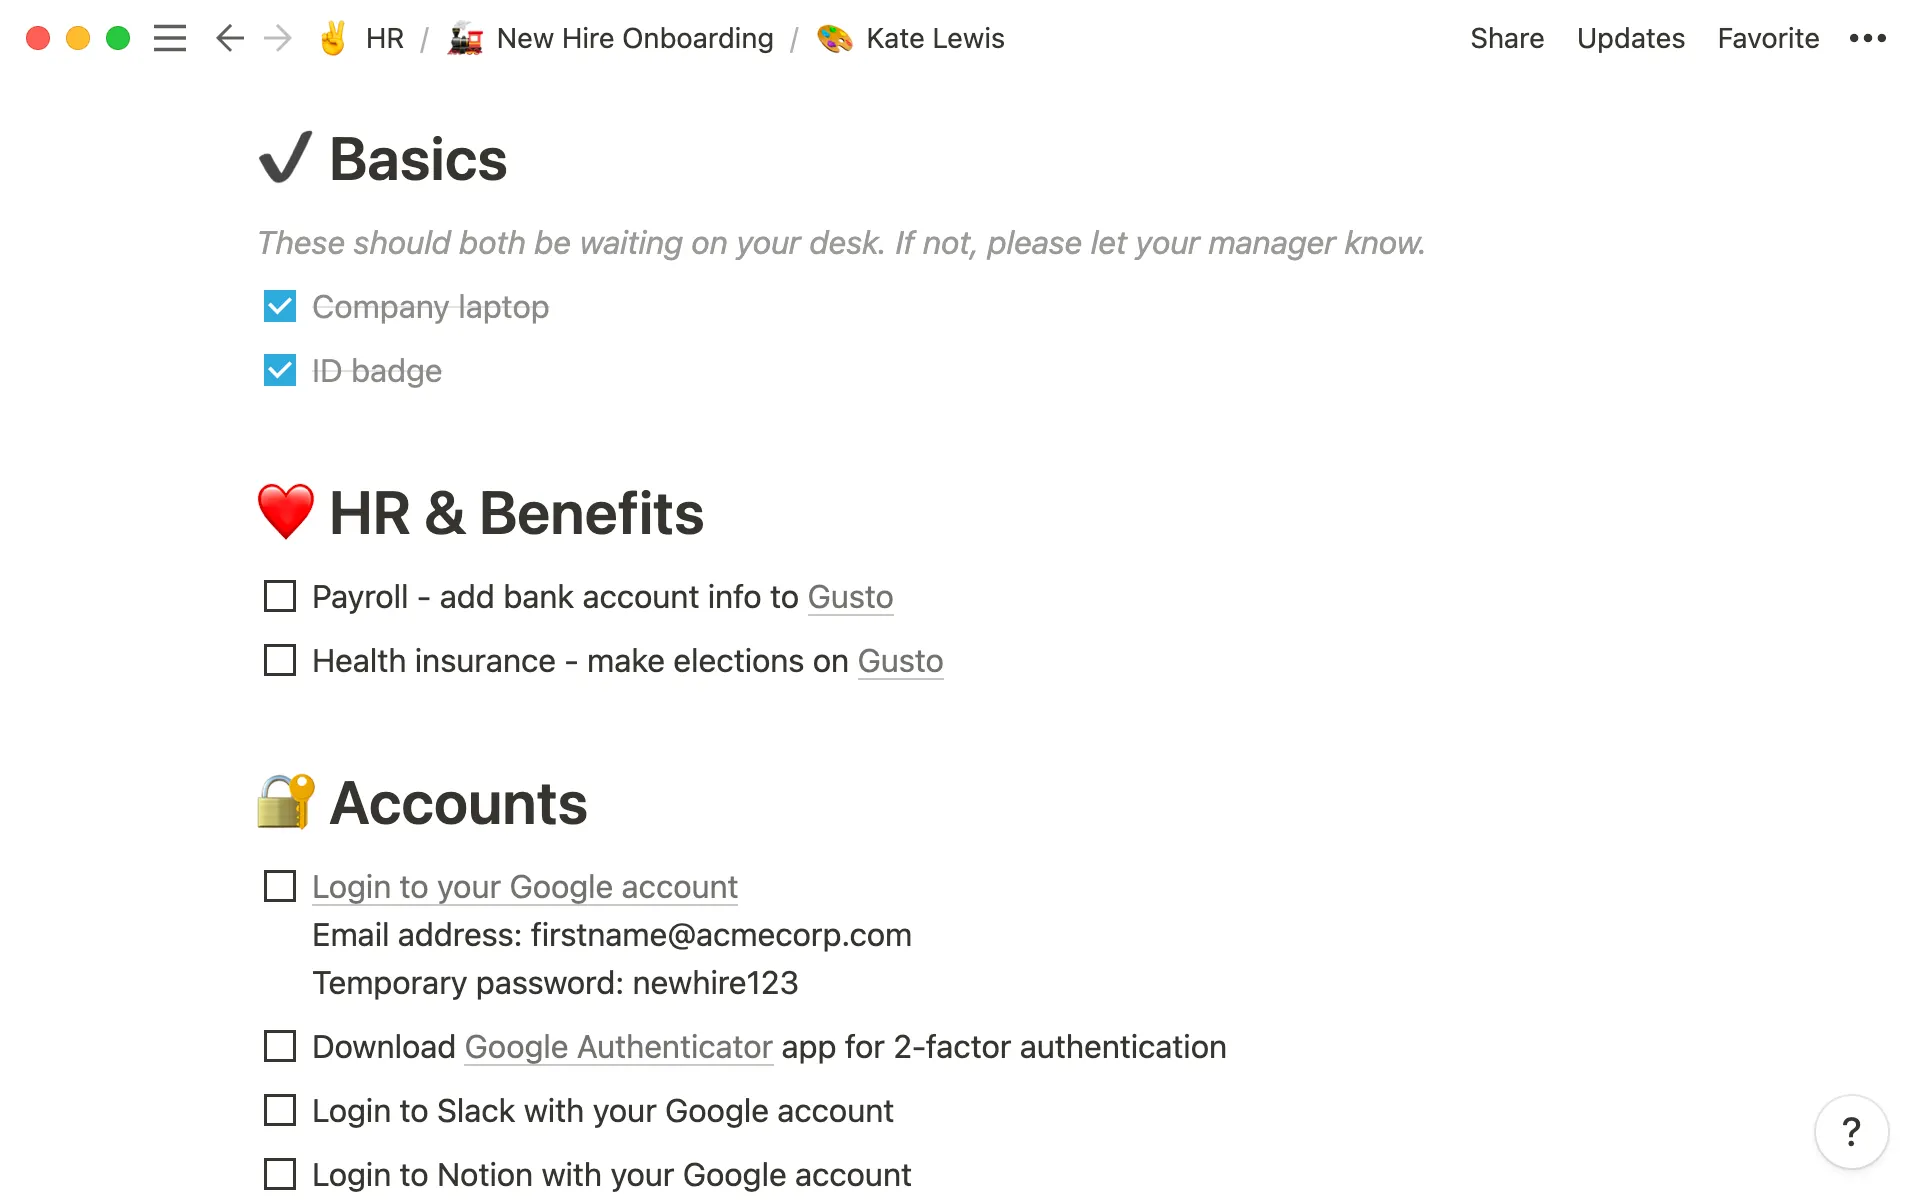 HR / New Hire Onboarding / Kate Lewis
Share Updates Favorite
Basics
These should both be waiting on your desk. If not, please let your manager know.
Company laptop
ID badge
HR & Benefits
Payroll - add bank account info to Gusto
Health insurance - make elections on Gusto
Accounts
Login to your Google account
Email address: firstname@acmecorp.com
Temporary password: newhire123
Download Google Authenticator app for 2-factor authentication
Login to Slack with your Google account
?
Login to Notion with your Google account